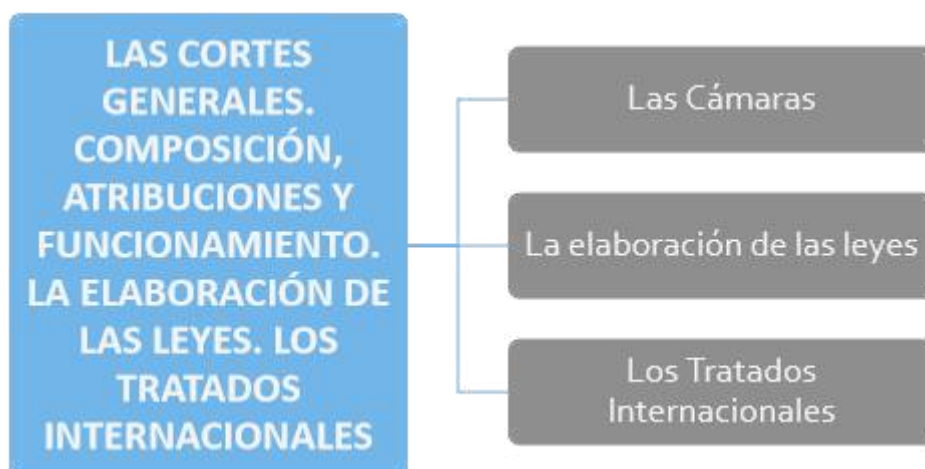 LAS CORTES
GENERALES.
COMPOSICIÓN,
ATRIBUCIONES Y
FUNCIONAMIENTO.
LA ELABORACIÓN DE
LAS LEYES. LOS
TRATADOS
INTERNACIONALES
Las Cámaras
La elaboración de las leyes
Los Tratados
Internacionales